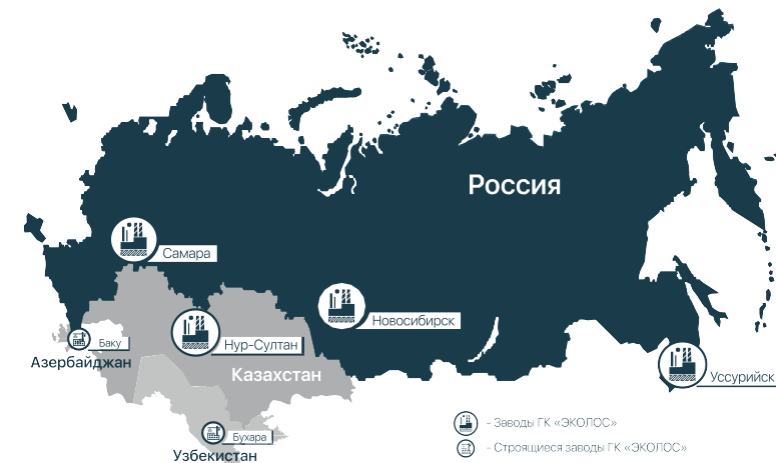 Россия
Самара
Новосибирск
Нур-Султан
Баку
Азербайджан
Казахстан
Уссурийск
Бухара
Узбекистан
- Заводы ГК «ЭКОЛОС»
- Строящиеся заводы ГК «ЭКОЛОС»